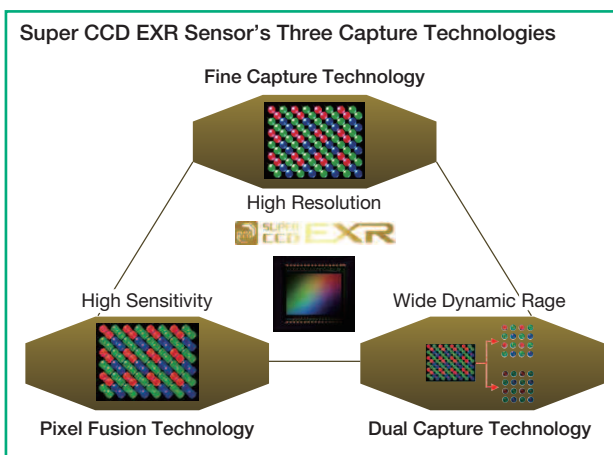 Super CCD EXR Sensor's Three Capture Technologies
Fine Capture Technology
High Resolution
SUPER CCD EXR
High Sensitivity
Wide Dynamic Rage
Pixel Fusion Technology
Dual Capture Technology